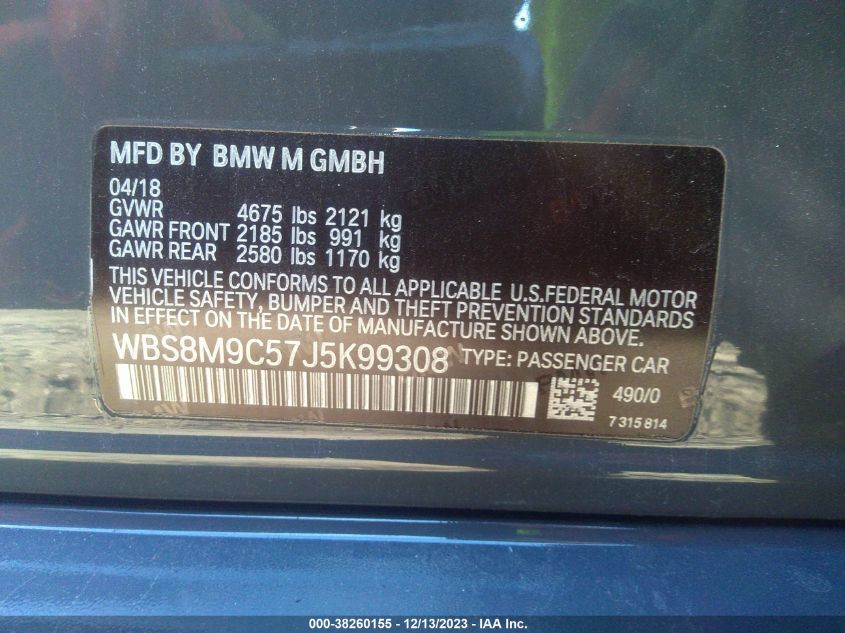 MFD BY BMW M GMBH
04/18
GVWR 4675 lbs 2121 kg
GAWR FRONT 2185 lbs 991 kg
GAWR REAR 2580 lbs 1170 kg
THIS VEHICLE CONFORMS TO ALL APPLICABLE U.S.FEDERAL MOTOR
VEHICLE SAFETY, BUMPER AND THEFT PREVENTION STANDARDS
IN EFFECT ON THE DATE OF MANUFACTURE SHOWN ABOVE.
WBS8M9C57J5K99308 TYPE: PASSENGER CAR
490/0
7 315 814
000-38260155 - 12/13/2023 - IAA Inc.